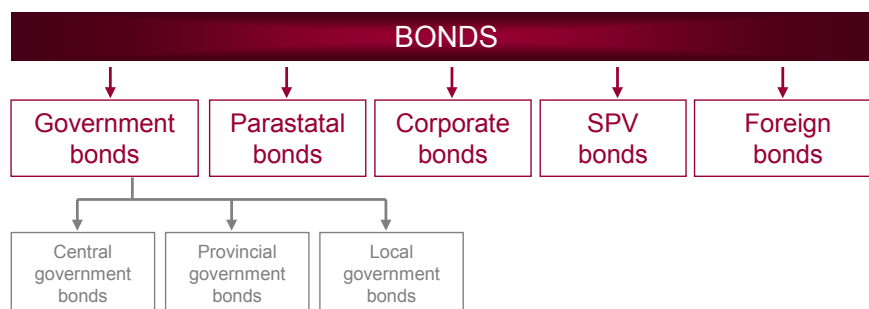 BONDS
Government
bonds
Parastatal
bonds
Corporate
bonds
SPV
bonds
Foreign
bonds
Central
government
bonds
Provincial
government
bonds
Local
government
bonds